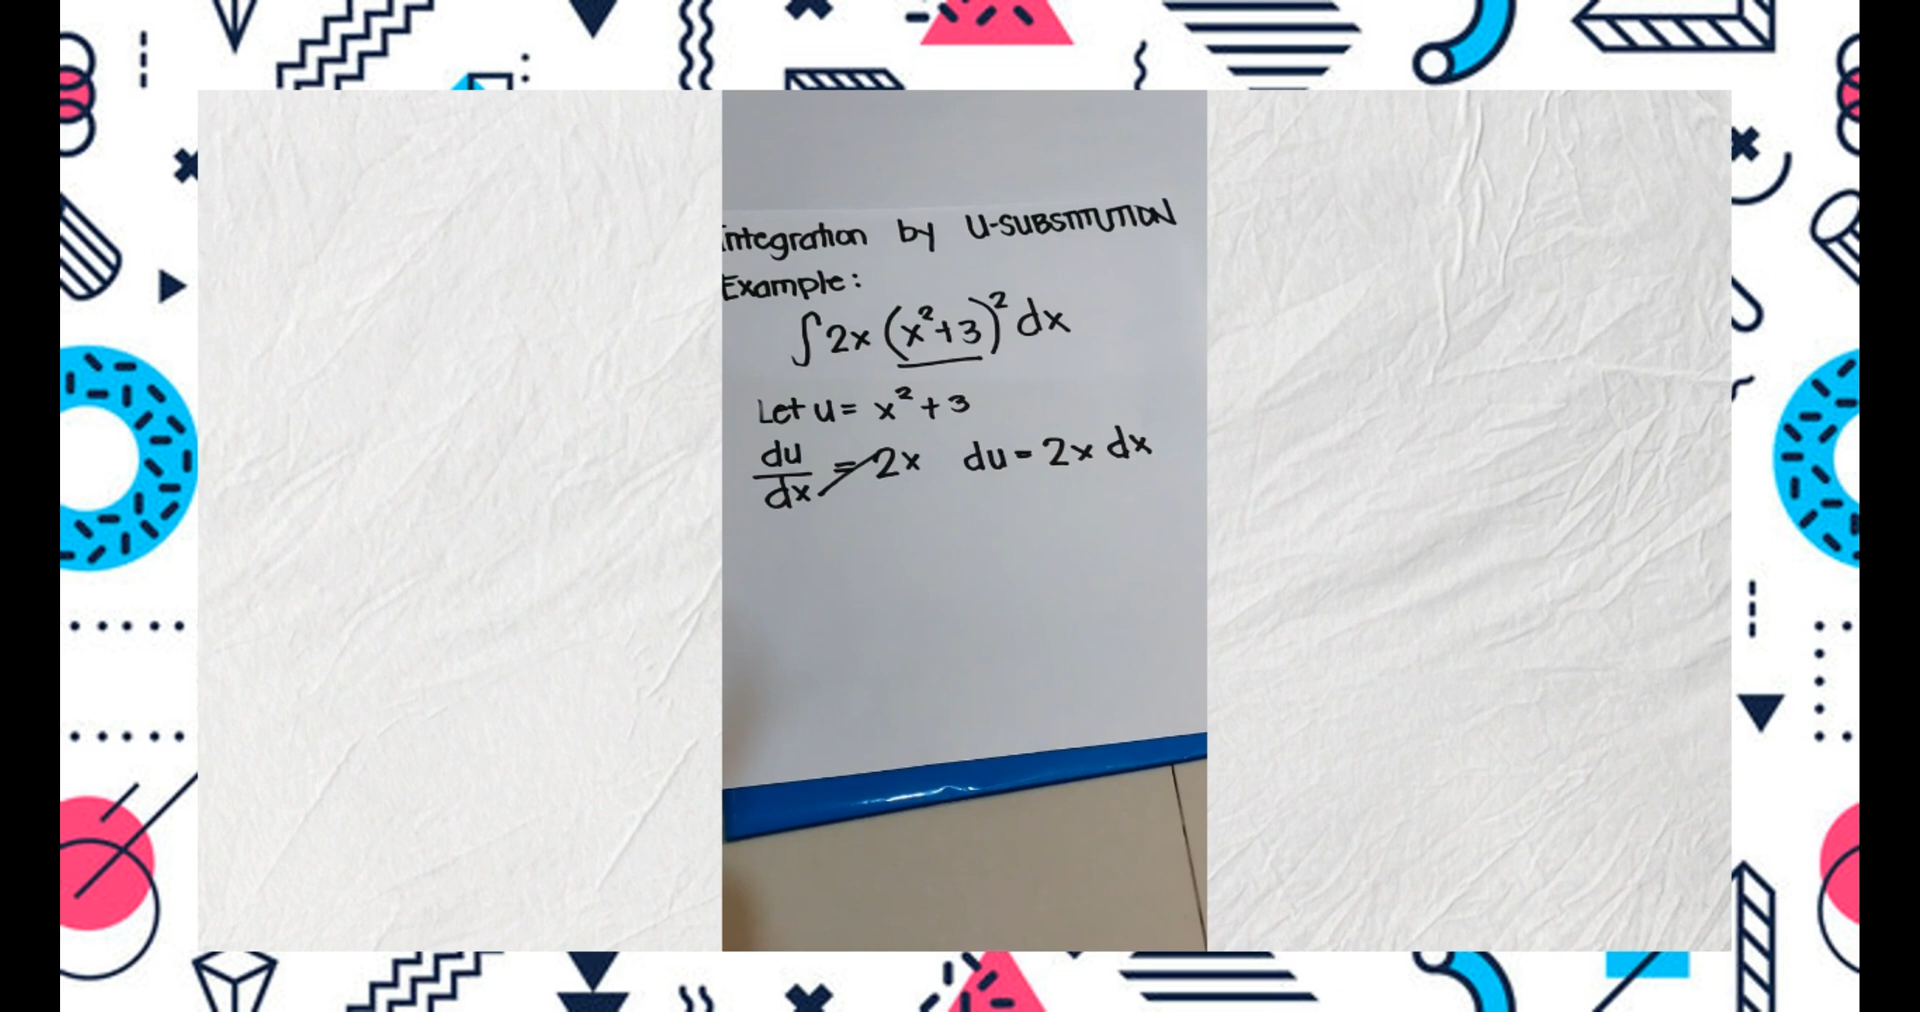 integration by U-SUBSTITUTION
Example:
∫2x (x²+3)² dx
Let u = x²+3
du/dx = 2x du = 2x dx